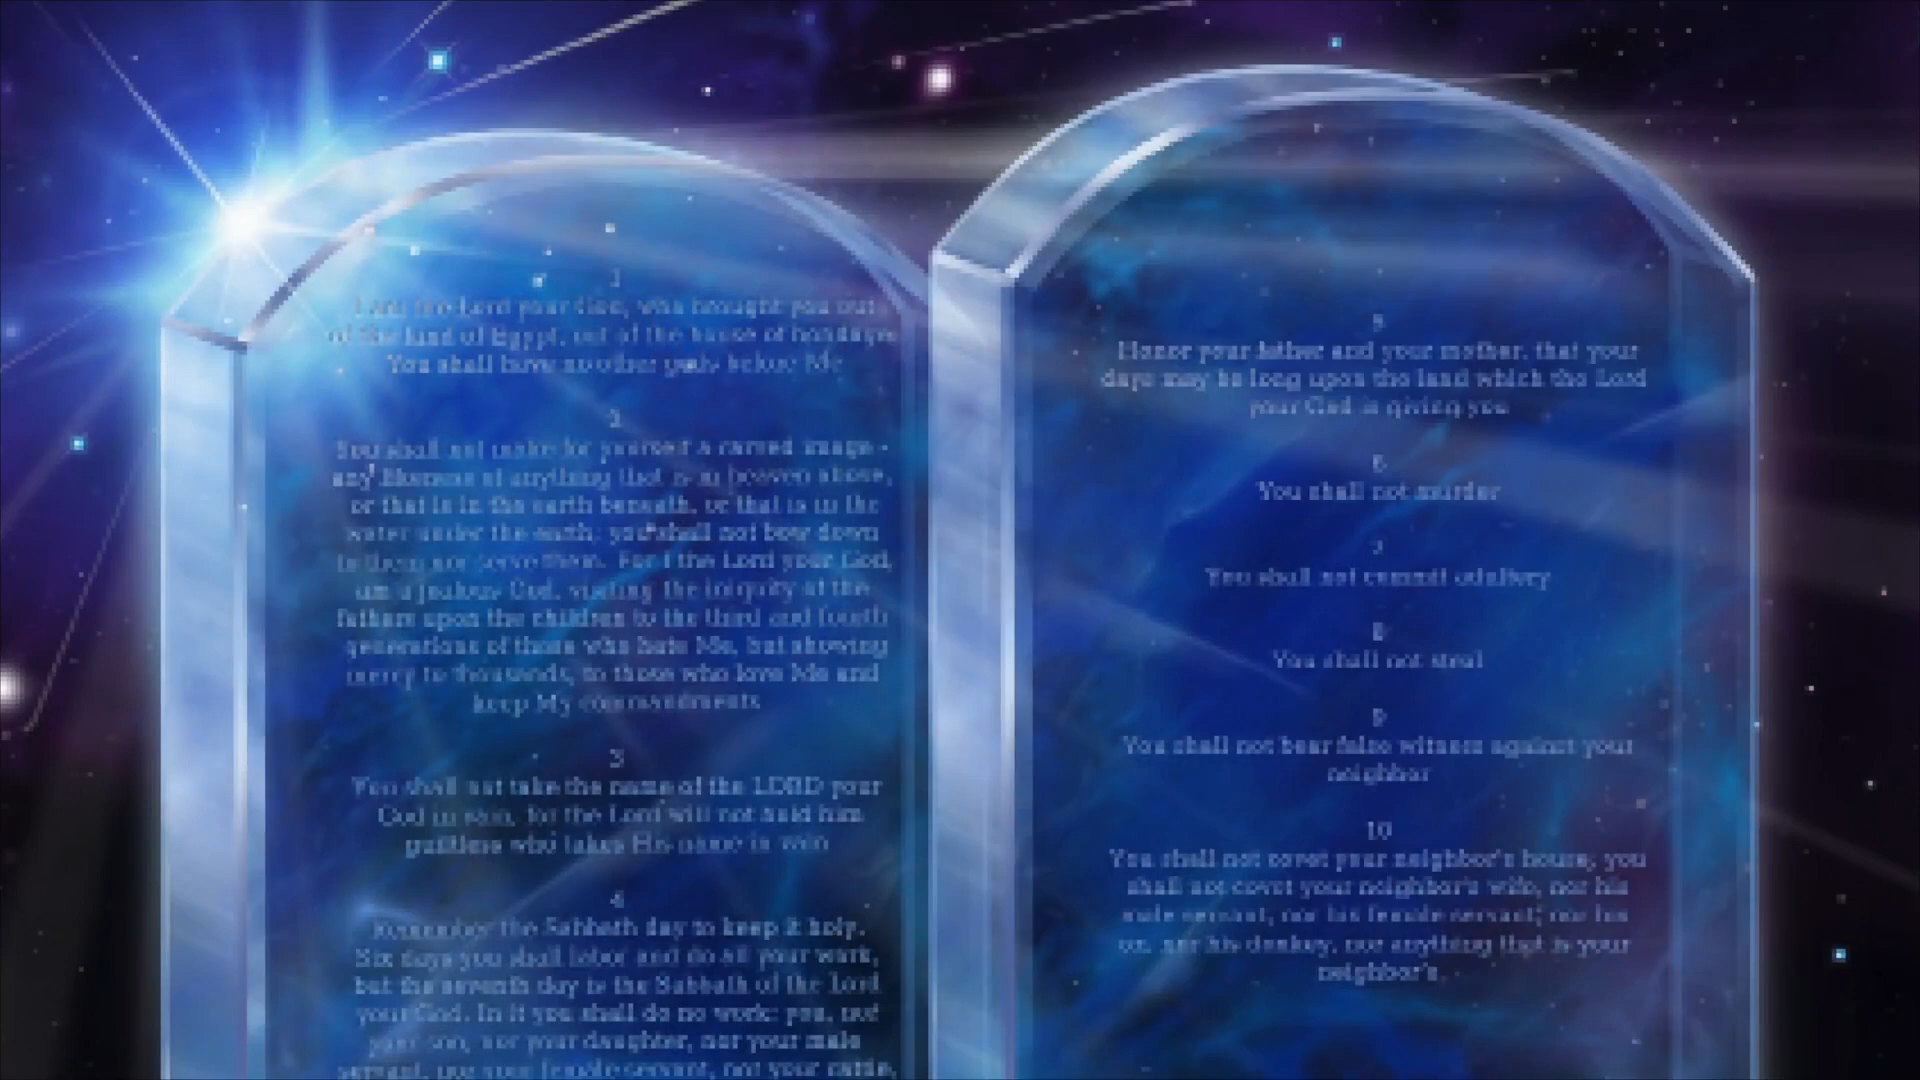 1
I am the Lord your God, who brought you out
of the land of Egypt, out of the house of bondage
You shall have no other gods before Me
2
You shall not make for yourself a carved image -
any likeness of anything that is in heaven above,
or that is in the earth beneath, or that is in the
water under the earth; you shall not bow down
to them nor serve them. For I the Lord your God,
am a jealous God, visiting the iniquity of the
fathers upon the children to the third and fourth
generations of those who hate Me, but showing
mercy to thousands, to those who love Me and
keep My commandments
3
You shall not take the name of the LORD your
God in vain, for the Lord will not hold him
guiltless who takes His name in vain
4
Remember the Sabbath day to keep it holy.
Six days you shall labor and do all your work,
but the seventh day is the Sabbath of the Lord
your God. In it you shall do no work: you, nor
your son, nor your daughter, nor your male
servant, nor your female servant, nor your cattle,
5
Honor your father and your mother, that your
days may be long upon the land which the Lord
your God is giving you
6
You shall not murder
7
You shall not commit adultery
8
You shall not steal
9
You shall not bear false witness against your
neighbor
10
You shall not covet your neighbor's house, you
shall not covet your neighbor's wife, nor his
male servant, nor his female servant, nor his
ox, nor his donkey, nor anything that is your
neighbor's.